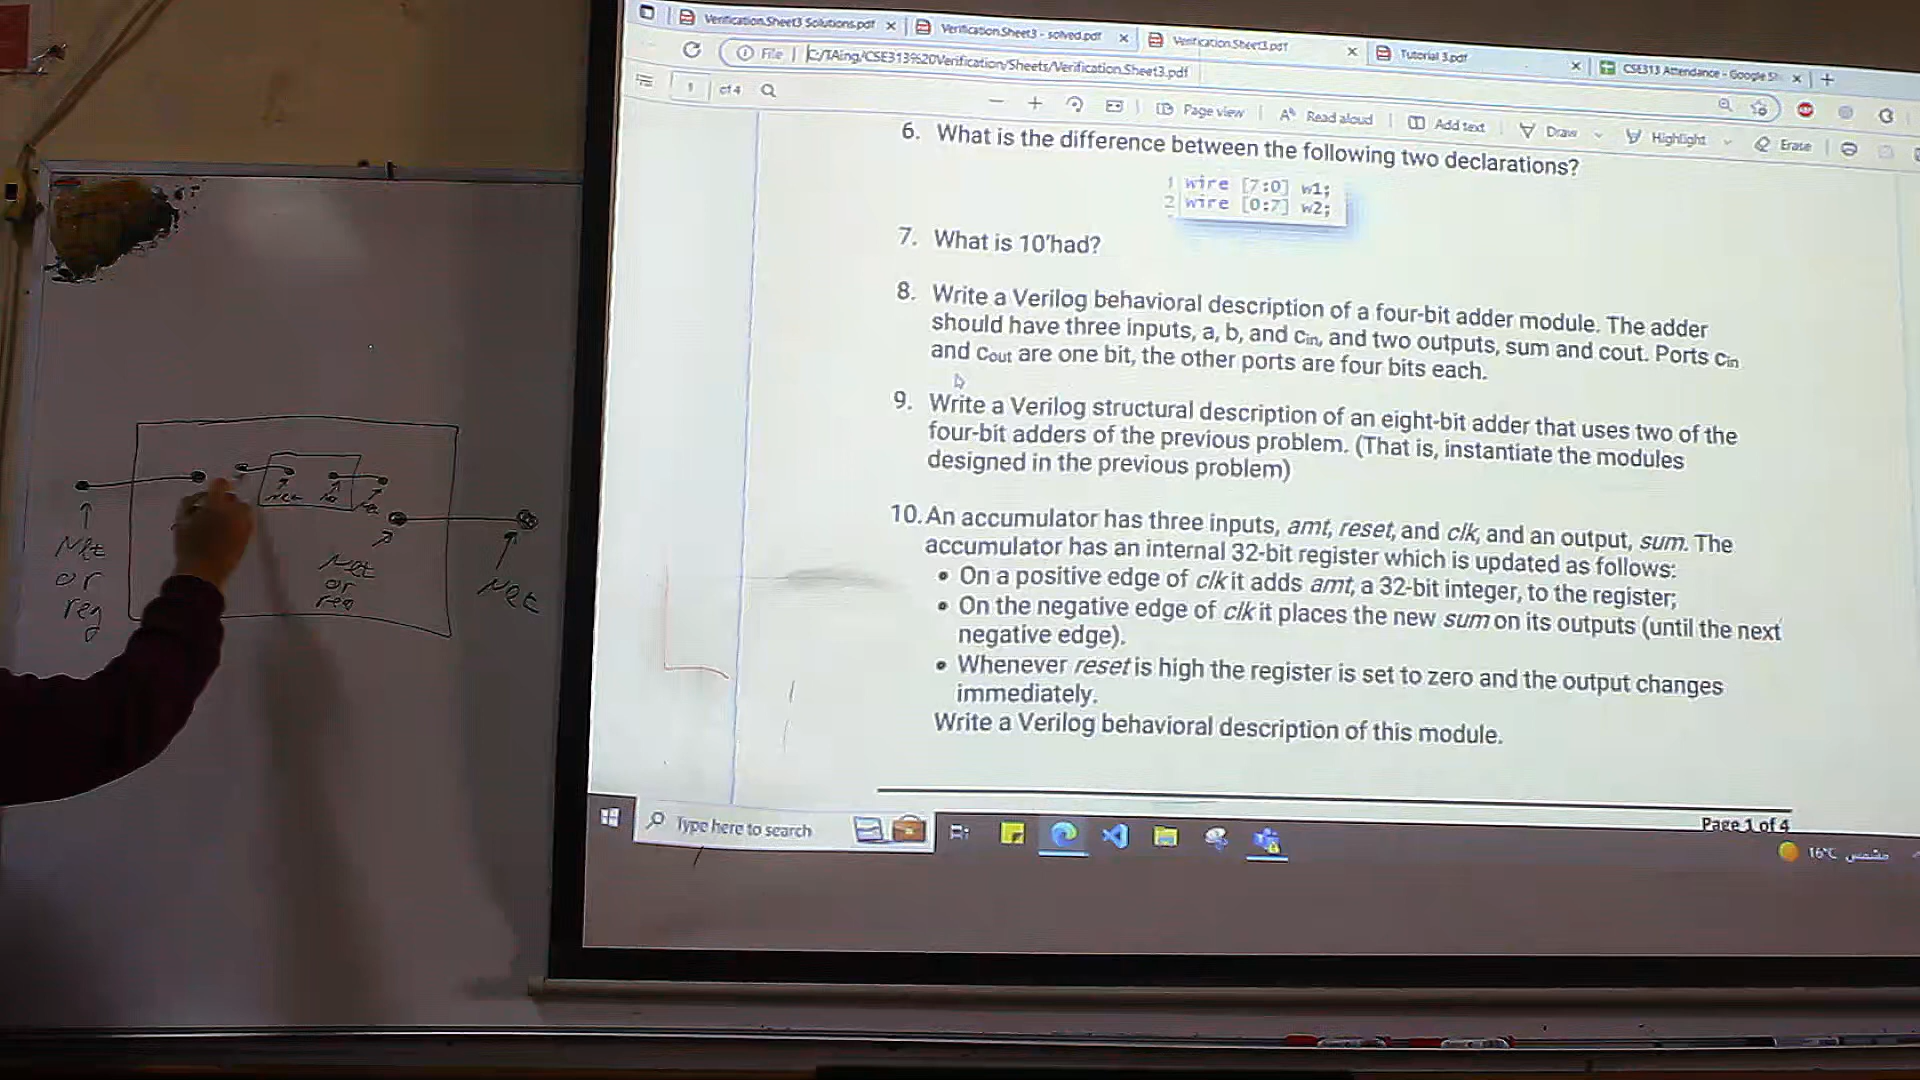 Verification.Sheet3 Solutions.pdf
Verification.Sheet3 - solved.pdf
Verification.Sheet3.pdf
Tutorial 3.pdf
CSE313 Attendance - Google Sh
File | C:/TAing/CSE313%20Verification/Sheets/Verification.Sheet3.pdf
1 of 4
Page view
Read aloud
Add text
Draw
Highlight
Erase
6. What is the difference between the following two declarations?
1 wire [7:0] w1;
2 wire [0:7] w2;
7. What is 10'had?
8. Write a Verilog behavioral description of a four-bit adder module. The adder
should have three inputs, a, b, and cin, and two outputs, sum and cout. Ports cin
and cout are one bit, the other ports are four bits each.
9. Write a Verilog structural description of an eight-bit adder that uses two of the
four-bit adders of the previous problem. (That is, instantiate the modules
designed in the previous problem)
10. An accumulator has three inputs, amt, reset, and clk, and an output, sum. The
accumulator has an internal 32-bit register which is updated as follows:
• On a positive edge of clk it adds amt, a 32-bit integer, to the register;
• On the negative edge of clk it places the new sum on its outputs (until the next
negative edge).
• Whenever reset is high the register is set to zero and the output changes
immediately.
Write a Verilog behavioral description of this module.
Page 1 of 4
Type here to search
16°C مشمس
Net
or
reg
Net
or
reg
Net